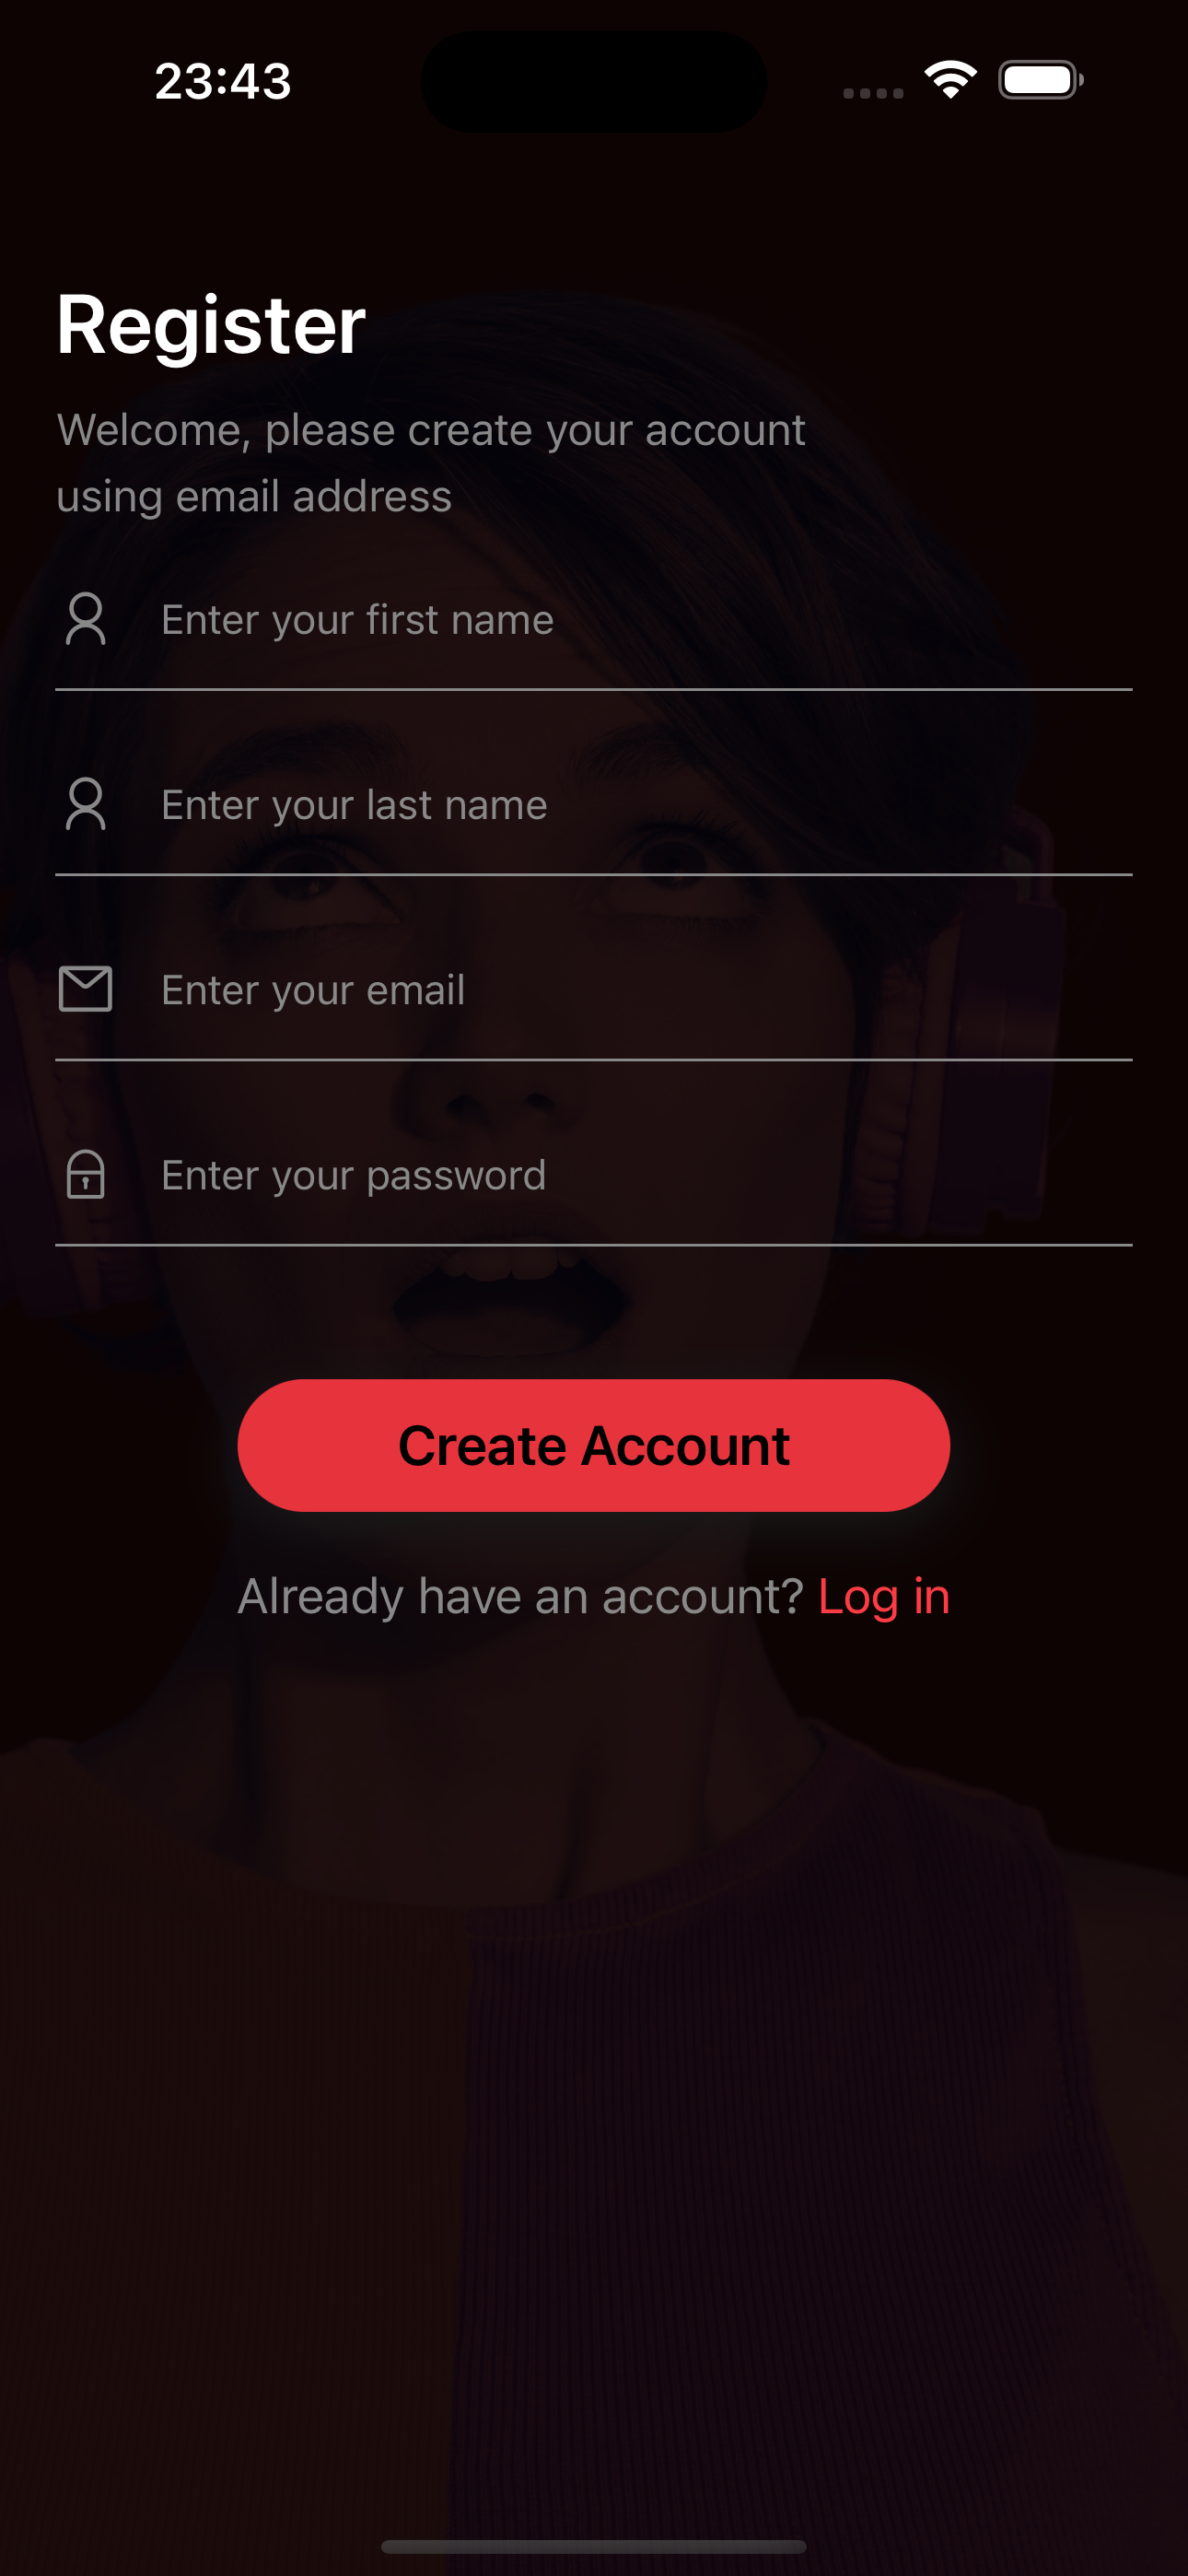 23:43
Register
Welcome, please create your account
using email address
Enter your first name
Enter your last name
Enter your email
Enter your password
Create Account
Already have an account? Log in